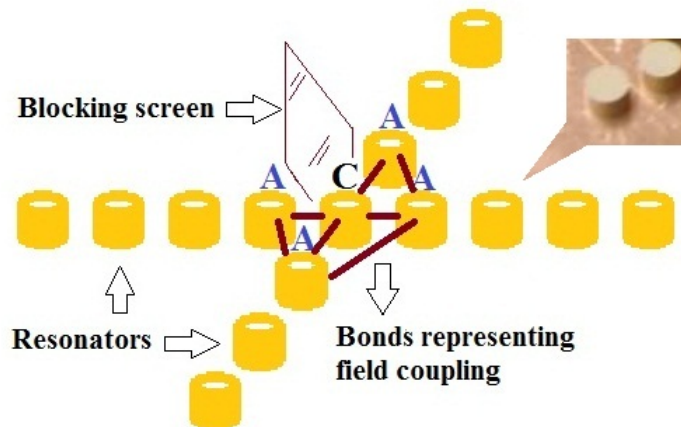 Blocking screen
A
A
C
A
A
Resonators
Bonds representing
field coupling